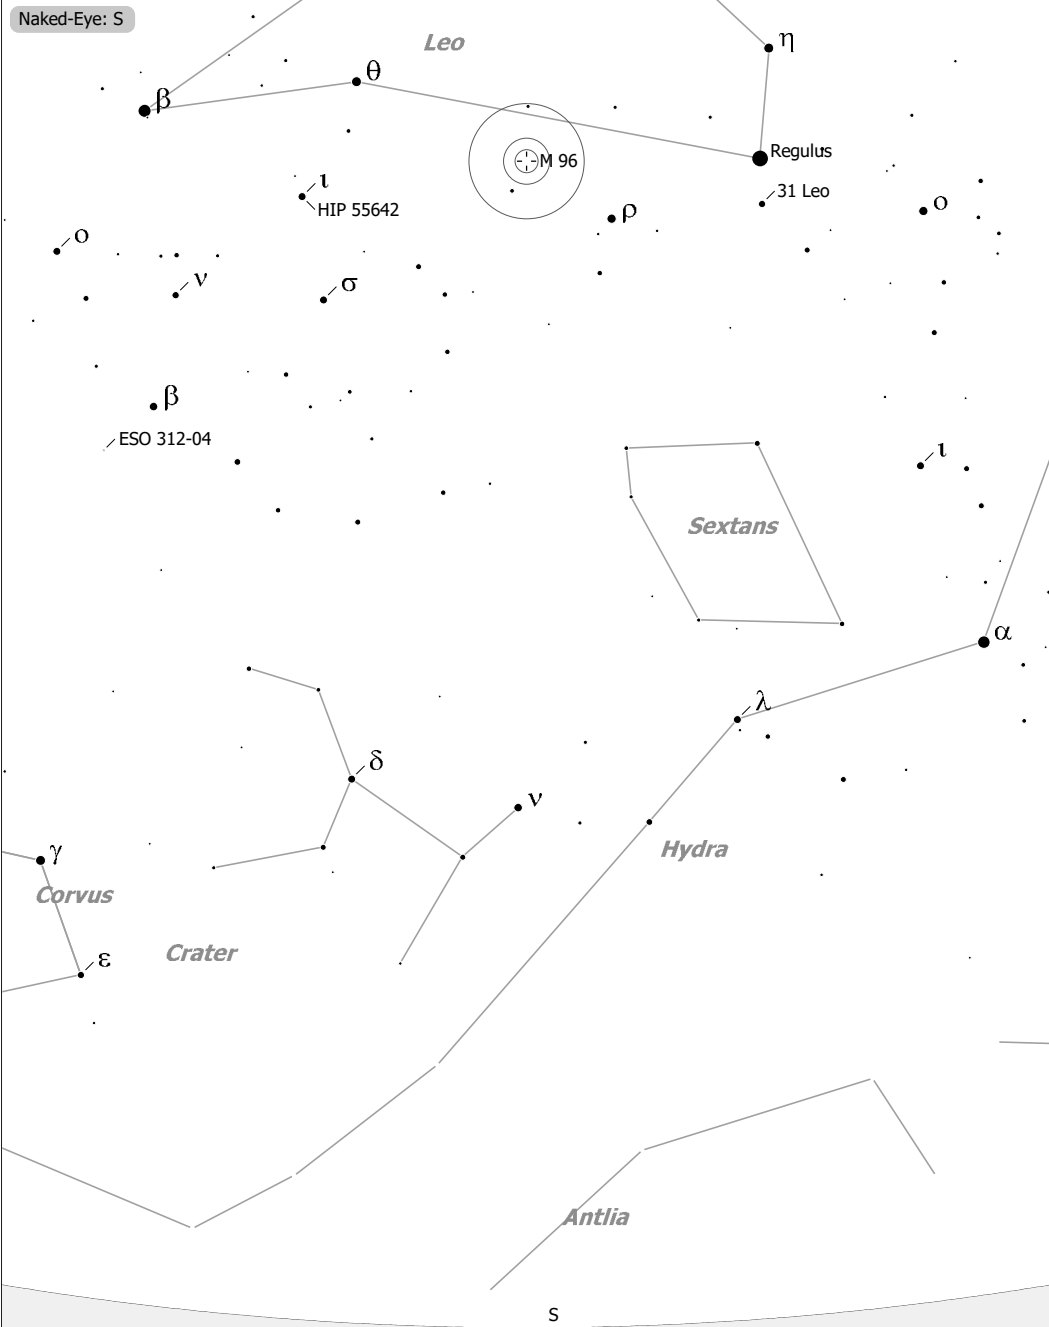 Naked-Eye: S
Leo
η
θ
β
Regulus
M 96
ι
31 Leo
HIP 55642
ρ
ο
ο
ν
σ
β
ESO 312-04
ι
Sextans
α
λ
δ
ν
Hydra
γ
Corvus
Crater
ε
Antlia
S